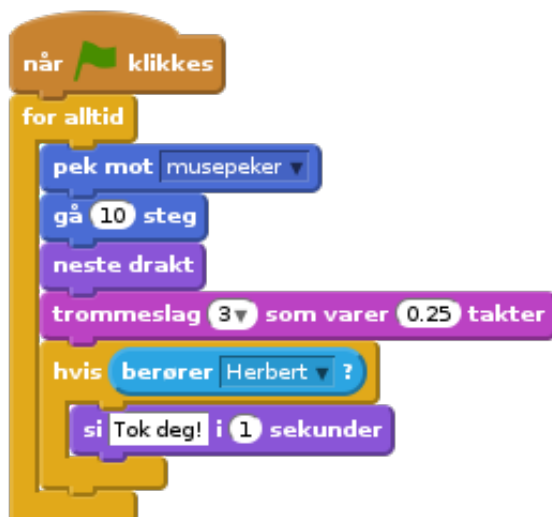 når klikkes
for alltid
pek mot musepeker
gå 10 steg
neste drakt
trommeslag 3 som varer 0.25 takter
hvis berører Herbert ?
si Tok deg! i 1 sekunder